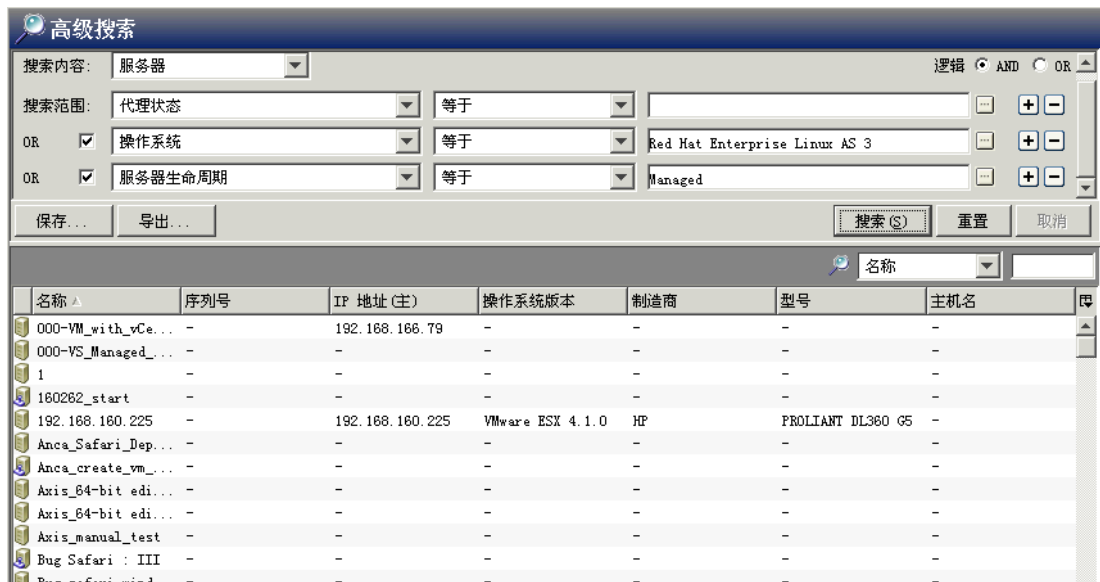 高级搜索
搜索内容: 服务器 逻辑 AND OR
搜索范围: 代理状态 等于
OR 操作系统 等于 Red Hat Enterprise Linux AS 3
OR 服务器生命周期 等于 Managed
保存... 导出... 搜索(S) 重置 取消
名称
名称 序列号 IP 地址(主) 操作系统版本 制造商 型号 主机名
000-VM_with_vCe... - 192.168.166.79 - - - -
000-VS_Managed_... - - - - - -
1 - - - - - -
160262_start - - - - - -
192.168.160.225 - 192.168.160.225 VMware ESX 4.1.0 HP PROLIANT DL360 G5 -
Anca_Safari_Dep... - - - - - -
Anca_create_vm_... - - - - - -
Axis_64-bit edi... - - - - - -
Axis_64-bit edi... - - - - - -
Axis_manual_test - - - - - -
Bug Safari : III - - - - - -